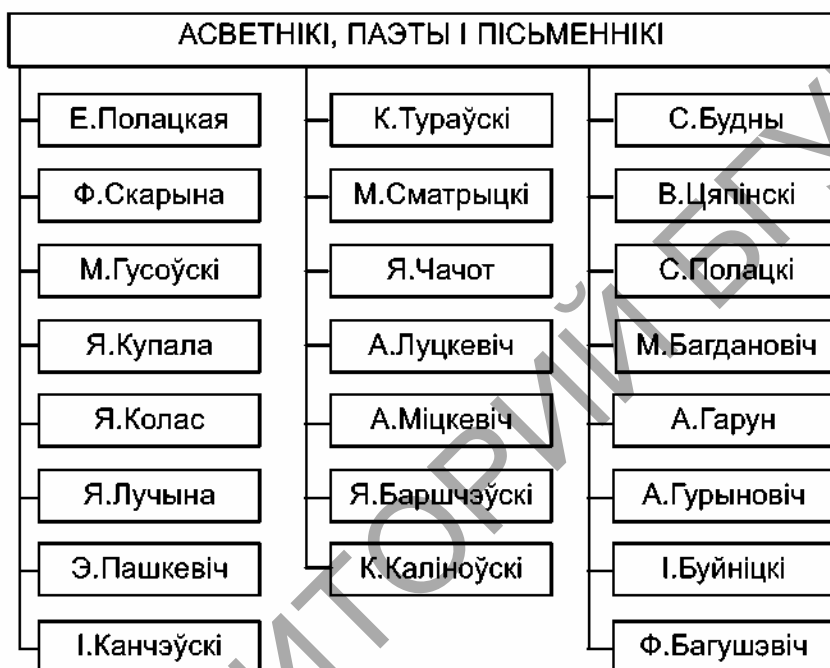 АСВЕТНІКІ, ПАЭТЫ І ПІСЬМЕННІКІ
Е.Полацкая
Ф.Скарына
М.Гусоўскі
Я.Купала
Я.Колас
Я.Лучына
Э.Пашкевіч
І.Канчэўскі
К.Тураўскі
М.Сматрыцкі
Я.Чачот
А.Луцкевіч
А.Міцкевіч
Я.Баршчэўскі
К.Каліноўскі
С.Будны
В.Цяпінскі
С.Полацкі
М.Багдановіч
А.Гарун
А.Гурыновіч
І.Буйніцкі
Ф.Багушэвіч